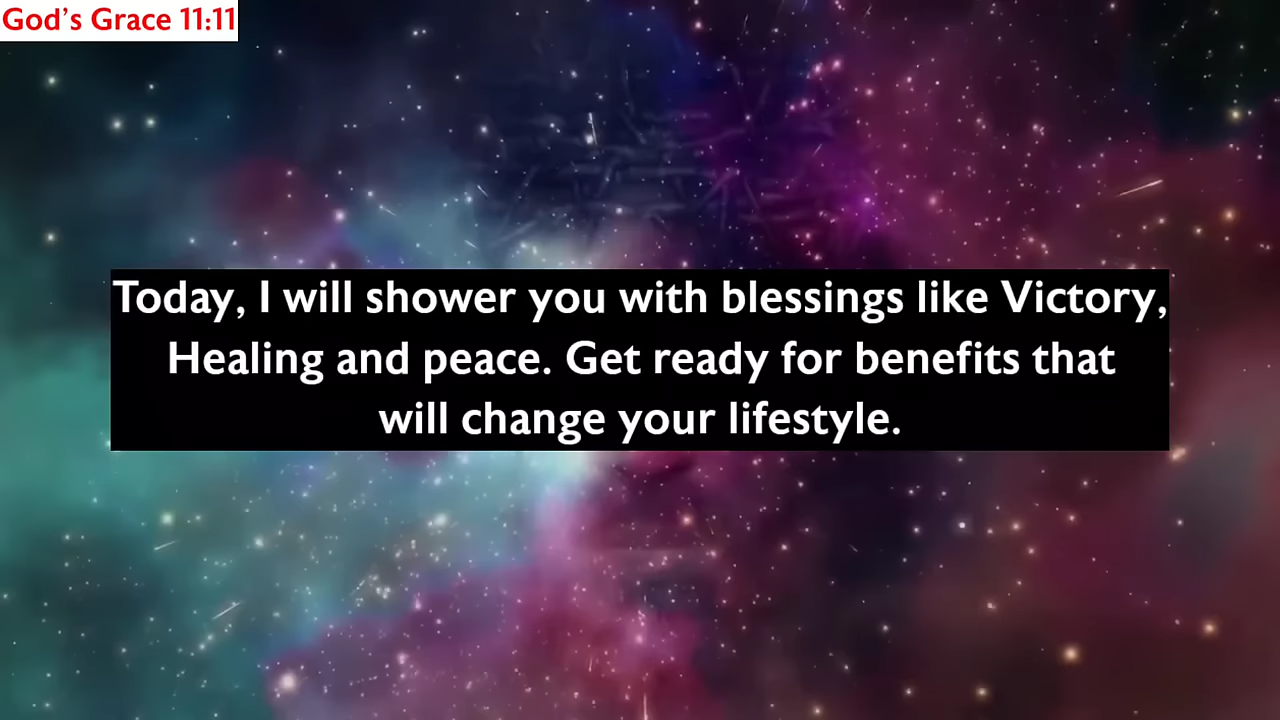 God's Grace 11:11
Today, I will shower you with blessings like Victory,
Healing and peace. Get ready for benefits that
will change your lifestyle.